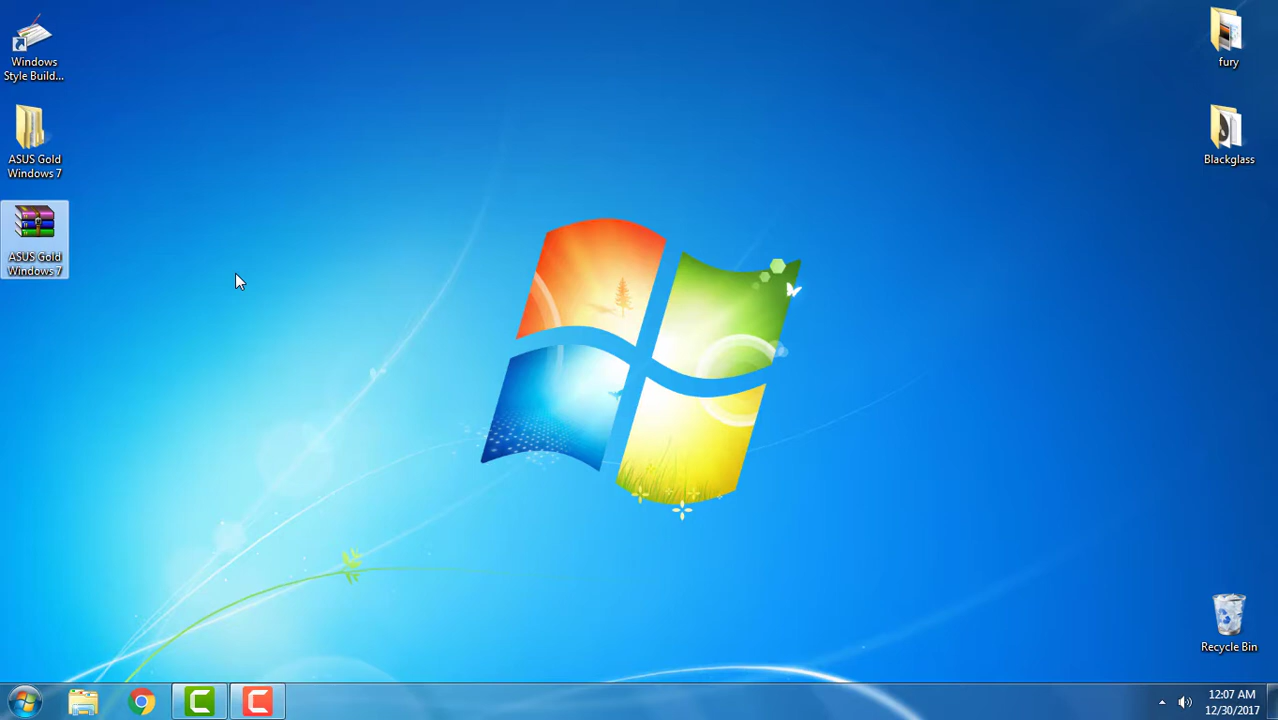 Windows
Style Build...
ASUS Gold
Windows 7
ASUS Gold
Windows 7
fury
Blackglass
Recycle Bin
12:07 AM
12/30/2017